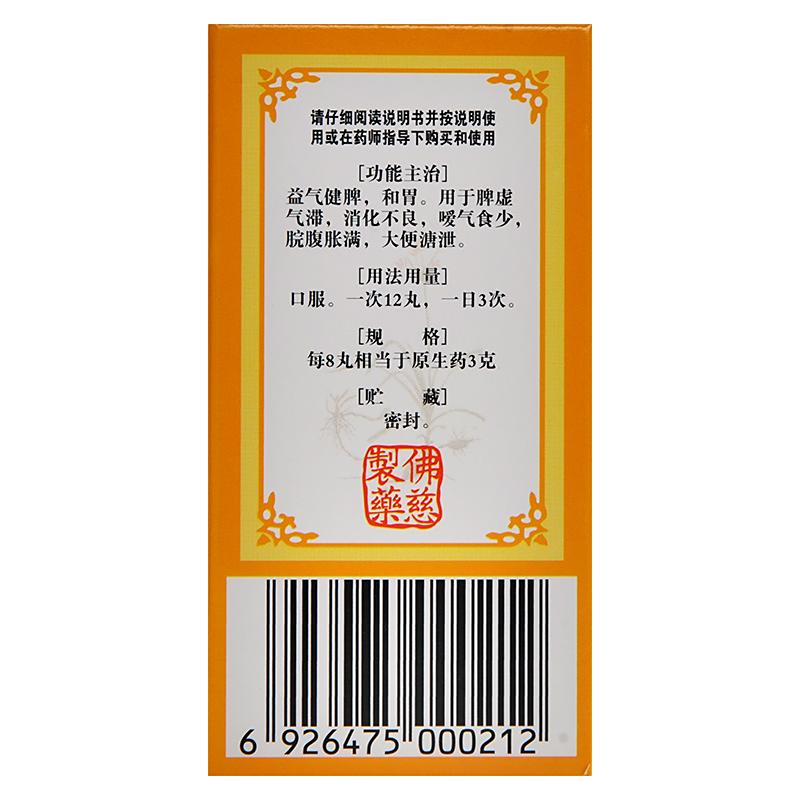 请仔细阅读说明书并按说明使
用或在药师指导下购买和使用
[功能主治]
益气健脾，和胃。用于脾虚
气滞，消化不良，嗳气食少，
脘腹胀满，大便溏泄。
[用法用量]
口服。一次12丸，一日3次。
[规　　格]
每8丸相当于原生药3克
[贮　　藏]
密封。
佛慈
製藥
6 926475 000212